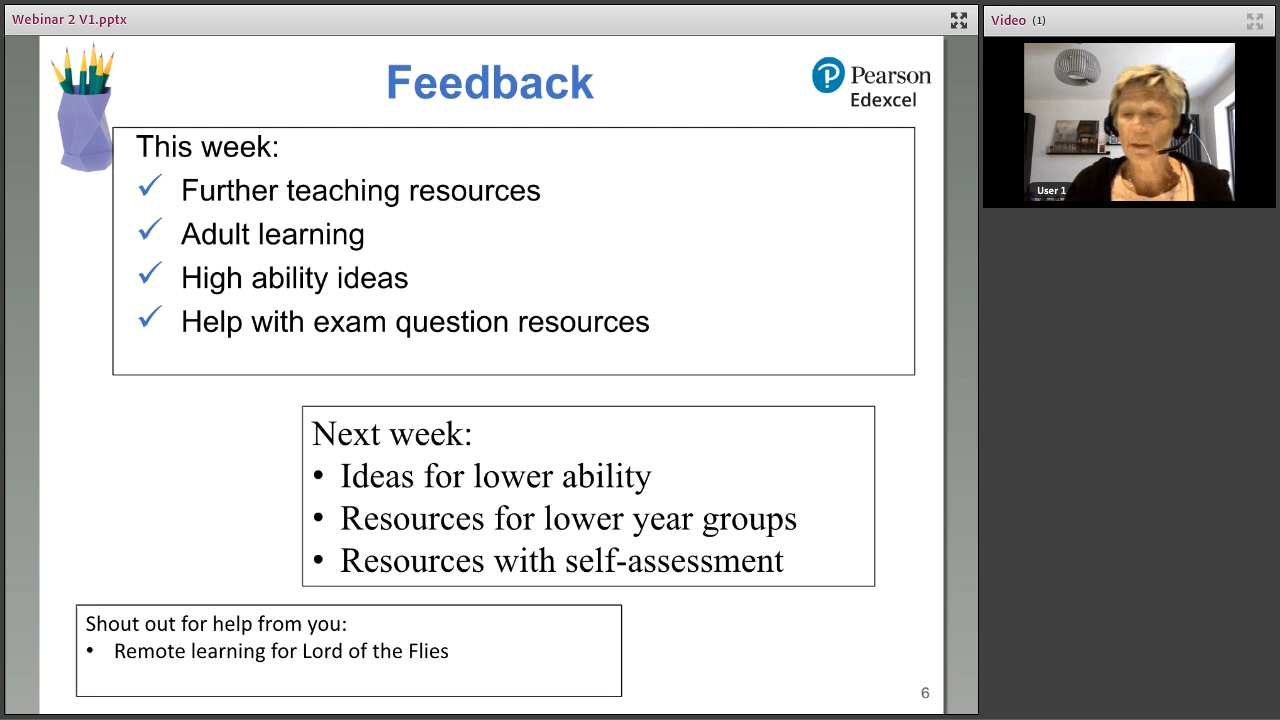 Webinar 2 V1.pptx
Feedback
Pearson
Edexcel
This week:
✓ Further teaching resources
✓ Adult learning
✓ High ability ideas
✓ Help with exam question resources
Next week:
• Ideas for lower ability
• Resources for lower year groups
• Resources with self-assessment
Shout out for help from you:
• Remote learning for Lord of the Flies
6
Video (1)
User 1